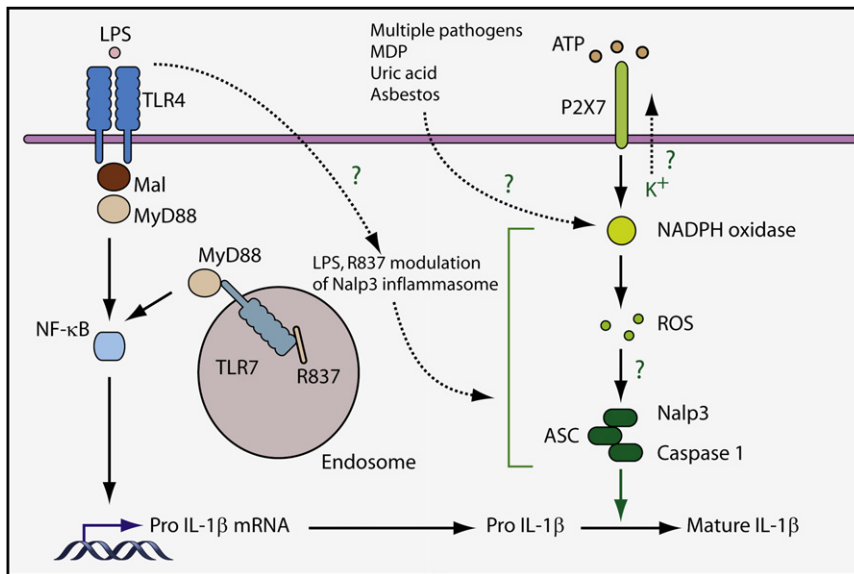 LPS
TLR4
Mal
MyD88
NF-κB
MyD88
TLR7
R837
Endosome
Multiple pathogens
MDP
Uric acid
Asbestos
?
?
LPS, R837 modulation
of Nalp3 inflammasome
ATP
P2X7
?
K+
NADPH oxidase
ROS
?
Nalp3
ASC
Caspase 1
Pro IL-1β mRNA
Pro IL-1β
Mature IL-1β